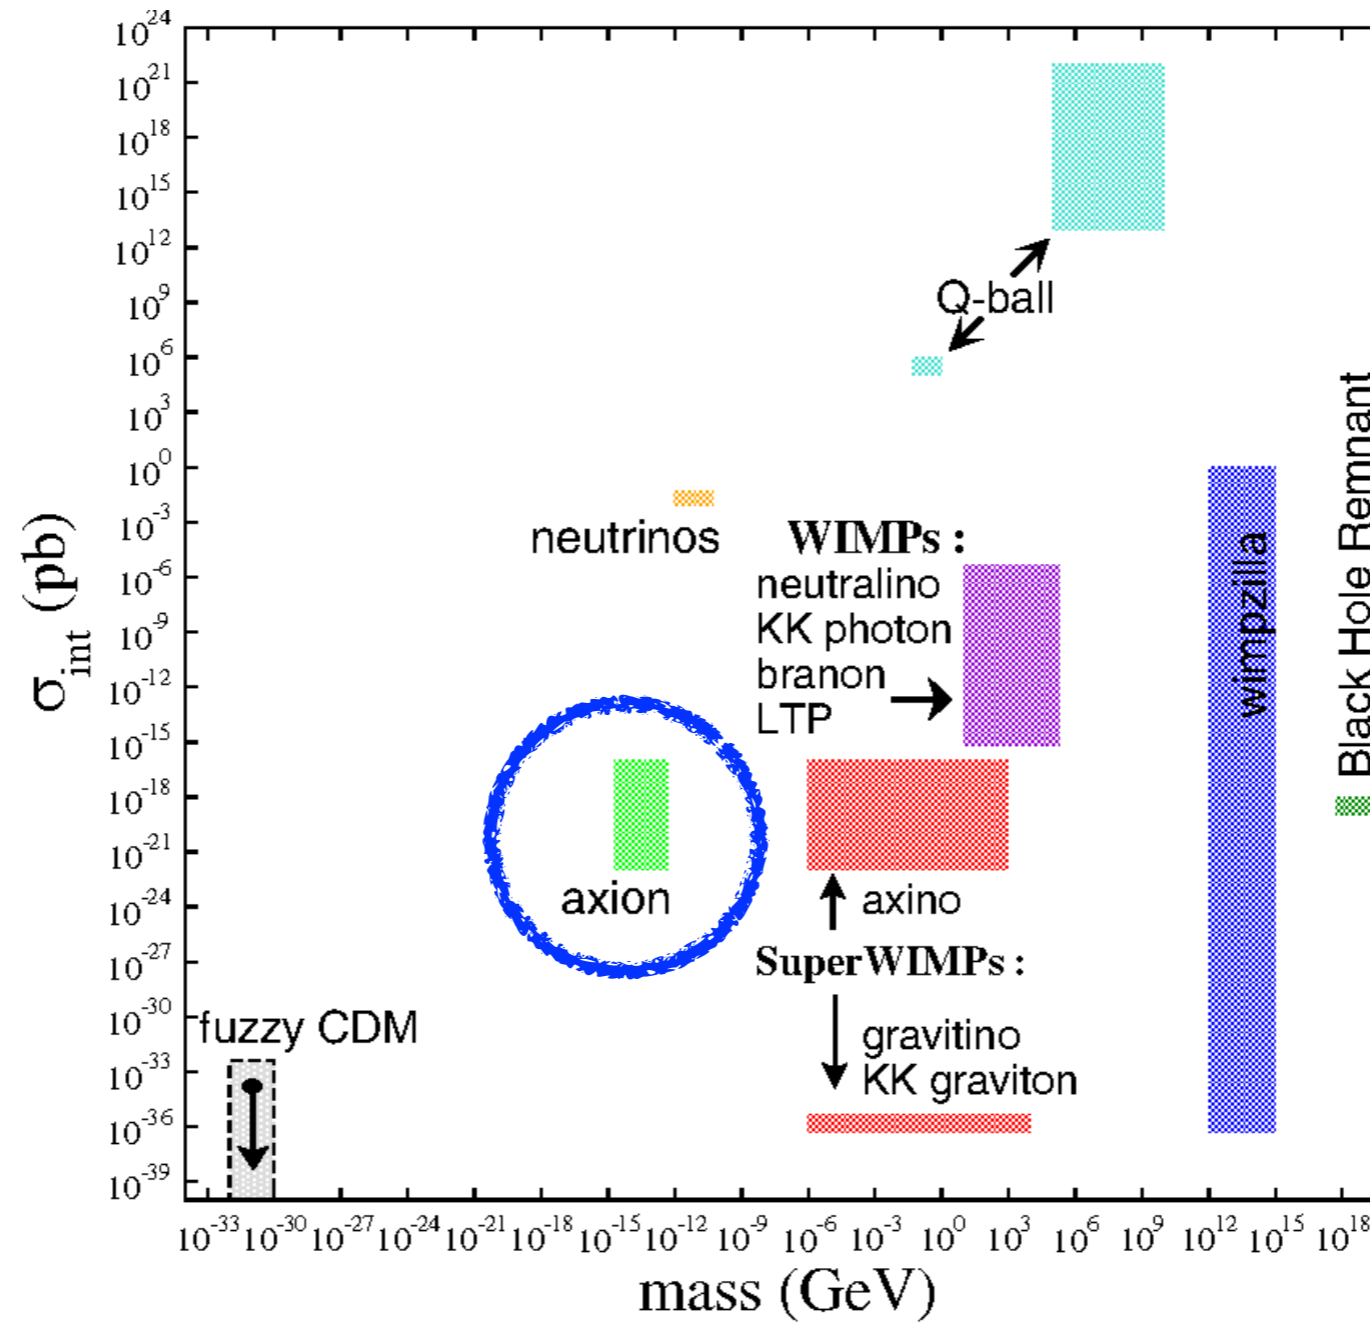 10^24
10^21
10^18
10^15
10^12
10^9
10^6
10^3
10^0
10^-3
10^-6
10^-9
10^-12
10^-15
10^-18
10^-21
10^-24
10^-27
10^-30
10^-33
10^-36
10^-39
σ_int (pb)
Q-ball
neutrinos
WIMPs :
neutralino
KK photon
branon
LTP
wimpzilla
Black Hole Remnant
axion
axino
SuperWIMPs :
gravitino
KK graviton
fuzzy CDM
10^-33 10^-30 10^-27 10^-24 10^-21 10^-18 10^-15 10^-12 10^-9 10^-6 10^-3 10^0 10^3 10^6 10^9 10^12 10^15 10^18
mass (GeV)